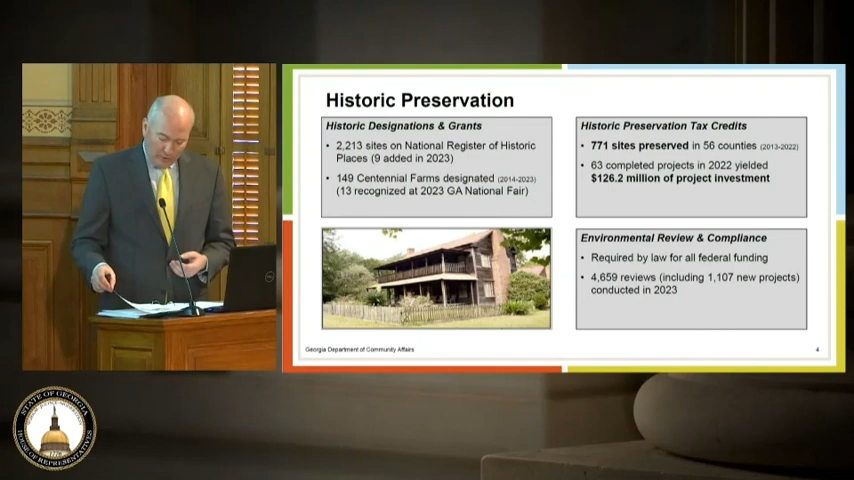 Historic Preservation
Historic Designations & Grants
• 2,213 sites on National Register of Historic
Places (9 added in 2023)
• 149 Centennial Farms designated (2014-2023)
(13 recognized at 2023 GA National Fair)
Historic Preservation Tax Credits
• 771 sites preserved in 56 counties (2013-2022)
• 63 completed projects in 2022 yielded
$126.2 million of project investment
Environmental Review & Compliance
• Required by law for all federal funding
• 4,659 reviews (including 1,107 new projects)
conducted in 2023
Georgia Department of Community Affairs
4
STATE OF GEORGIA
HOUSE OF REPRESENTATIVES
1776